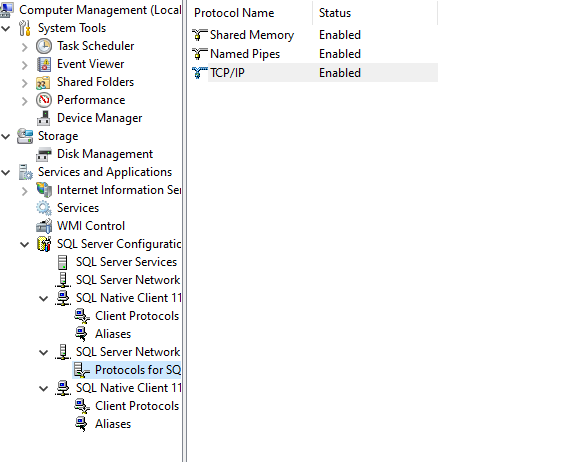 Computer Management (Local
System Tools
Task Scheduler
Event Viewer
Shared Folders
Performance
Device Manager
Storage
Disk Management
Services and Applications
Internet Information Ser
Services
WMI Control
SQL Server Configuratio
SQL Server Services
SQL Server Network
SQL Native Client 11
Client Protocols
Aliases
SQL Server Network
Protocols for SQ
SQL Native Client 11
Client Protocols
Aliases
Protocol Name Status
Shared Memory Enabled
Named Pipes Enabled
TCP/IP Enabled